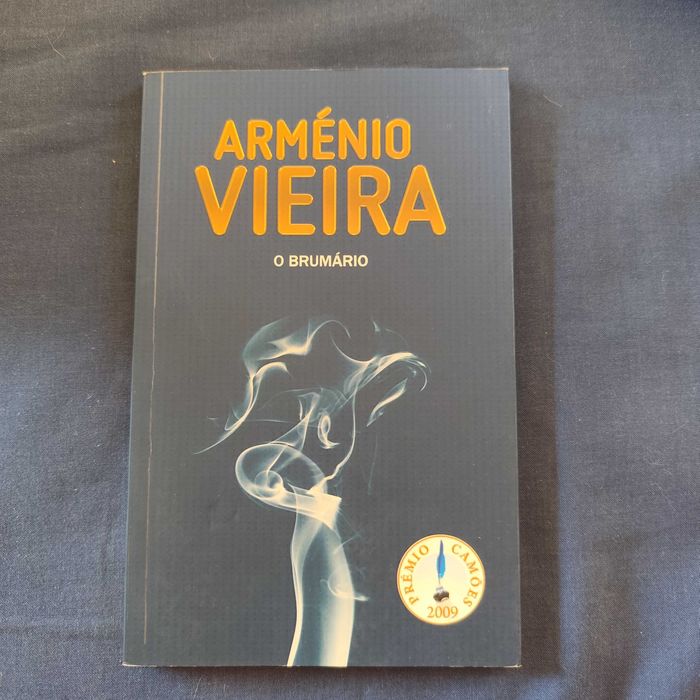 ARMÉNIO
VIEIRA
O BRUMÁRIO
PRÉMIO CAMÕES
2009